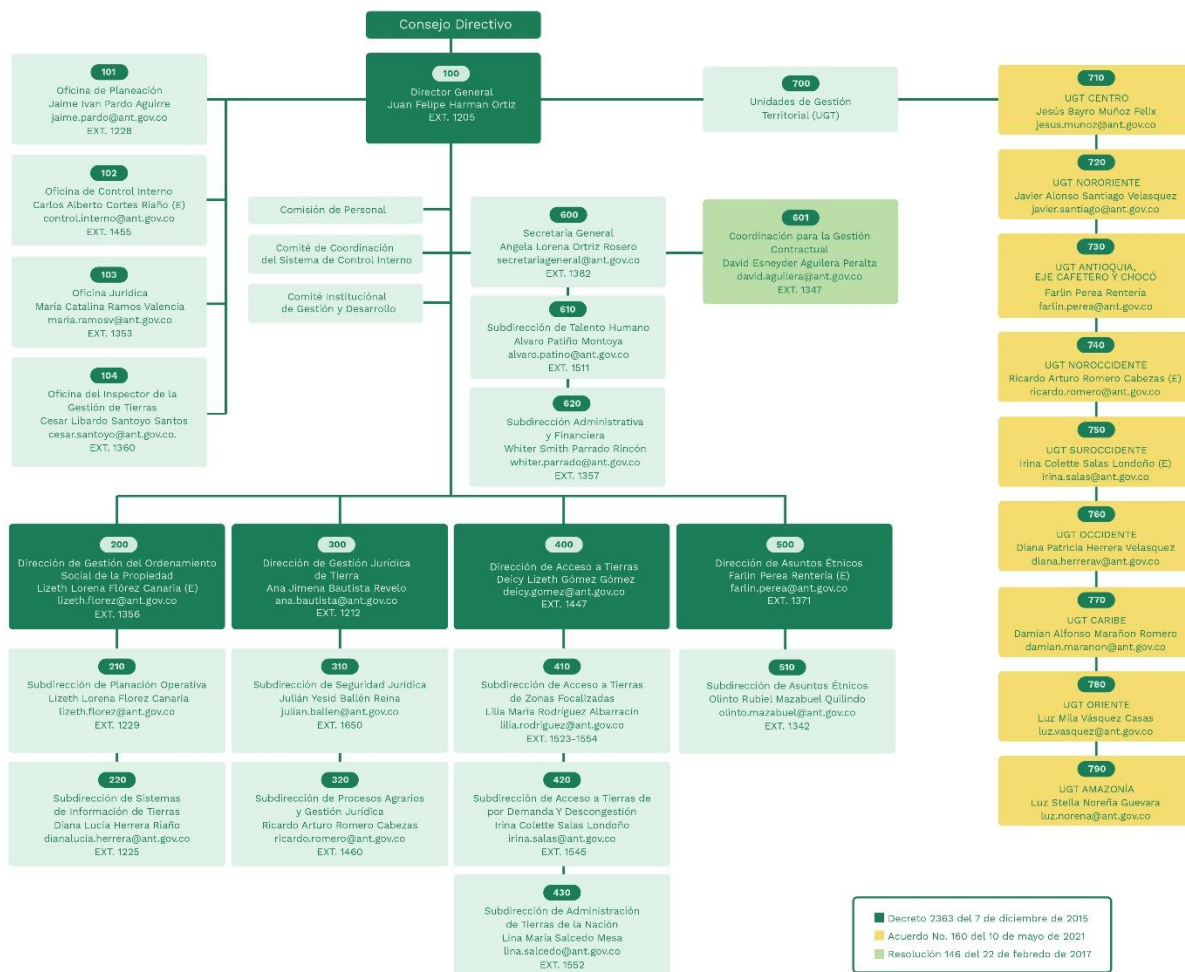 Consejo Directivo
100
Director General
Juan Felipe Harman Ortiz
EXT. 1205
101
Oficina de Planeación
Jaime Ivan Pardo Aguirre
jaime.pardo@ant.gov.co
EXT. 1228
102
Oficina de Control Interno
Carlos Alberto Cortes Riaño (E)
control.interno@ant.gov.co
EXT. 1455
103
Oficina Jurídica
María Catalina Ramos Valencia
maria.ramosv@ant.gov.co
EXT. 1353
104
Oficina del Inspector de la
Gestión de Tierras
Cesar Libardo Santoyo Santos
cesar.santoyo@ant.gov.co.
EXT. 1360
Comisión de Personal
Comité de Coordinación
del Sistema de Control Interno
Comité Institucional
de Gestión y Desarrollo
600
Secretaría General
Angela Lorena Ortriz Rosero
secretariageneral@ant.gov.co
EXT. 1382
601
Coordinación para la Gestión
Contractual
David Esneyder Aguilera Peralta
david.aguilera@ant.gov.co
EXT. 1347
610
Subdirección de Talento Humano
Alvaro Patiño Montoya
alvaro.patino@ant.gov.co
EXT. 1511
620
Subdirección Administrativa
y Financiera
Whiter Smith Parrado Rincón
whiter.parrado@ant.gov.co
EXT. 1357
700
Unidades de Gestión
Territorial (UGT)
710
UGT CENTRO
Jesús Bayro Muñoz Felix
jesus.munoz@ant.gov.co
720
UGT NORORIENTE
Javier Alonso Santiago Velasquez
javier.santiago@ant.gov.co
730
UGT ANTIOQUIA,
EJE CAFETERO Y CHOCÓ
Farlin Perea Rentería
farlin.perea@ant.gov.co
740
UGT NOROCCIDENTE
Ricardo Arturo Romero Cabezas (E)
ricardo.romero@ant.gov.co
750
UGT SUROCCIDENTE
Irina Colette Salas Londoño (E)
irina.salas@ant.gov.co
760
UGT OCCIDENTE
Diana Patricia Herrera Velasquez
diana.herrerav@ant.gov.co
770
UGT CARIBE
Damian Alfonso Marañon Romero
damian.maranon@ant.gov.co
780
UGT ORIENTE
Luz Mila Vásquez Casas
luz.vasquez@ant.gov.co
790
UGT AMAZONÍA
Luz Stella Noreña Guevara
luz.norena@ant.gov.co
200
Dirección de Gestión del Ordenamiento
Social de la Propiedad
Lizeth Lorena Flórez Canaria (E)
lizeth.florez@ant.gov.co
EXT. 1356
210
Subdirección de Planación Operativa
Lizeth Lorena Florez Canaria
lizeth.florez@ant.gov.co
EXT. 1229
220
Subdirección de Sistemas
de Información de Tierras
Diana Lucía Herrera Riaño
dianalucia.herrera@ant.gov.co
EXT. 1225
300
Dirección de Gestión Jurídica
de Tierra
Ana Jimena Bautista Revelo
ana.bautista@ant.gov.co
EXT. 1212
310
Subdirección de Seguridad Jurídica
Julián Yesid Ballén Reina
julian.ballen@ant.gov.co
EXT. 1650
320
Subdirección de Procesos Agrarios
y Gestión Jurídica
Ricardo Arturo Romero Cabezas
ricardo.romero@ant.gov.co
EXT. 1460
400
Dirección de Acceso a Tierras
Deicy Lizeth Gómez Gómez
deicy.gomez@ant.gov.co
EXT. 1447
410
Subdirección de Acceso a Tierras
de Zonas Focalizadas
Lilia María Rodríguez Albarracín
lilia.rodriguez@ant.gov.co
EXT. 1523-1554
420
Subdirección de Acceso a Tierras de
por Demanda Y Descongestión
Irina Colette Salas Londoño
irina.salas@ant.gov.co
EXT. 1545
430
Subdirección de Administración
de Tierras de la Nación
Lina María Salcedo Mesa
lina.salcedo@ant.gov.co
EXT. 1552
500
Dirección de Asuntos Étnicos
Farlin Perea Rentería (E)
farlin.perea@ant.gov.co
EXT. 1371
510
Subdirección de Asuntos Étnicos
Olinto Rubiel Mazabuel Quilindo
olinto.mazabuel@ant.gov.co
EXT. 1342
Decreto 2363 del 7 de diciembre de 2015
Acuerdo No. 160 del 10 de mayo de 2021
Resolución 146 del 22 de febredo de 2017